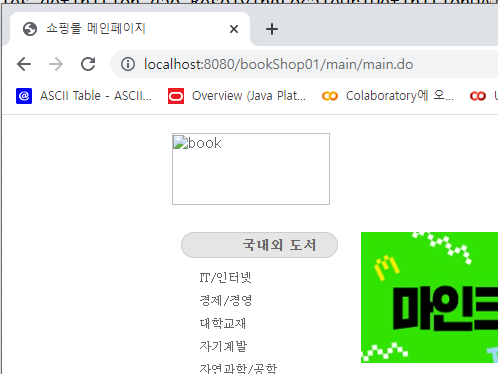 쇼핑몰 메인페이지
localhost:8080/bookShop01/main/main.do
ASCII Table - ASCII... Overview (Java Plat... Colaboratory에 오...
book
국내외 도서
IT/인터넷
경제/경영
대학교재
자기계발
자연과학/공학
마인크